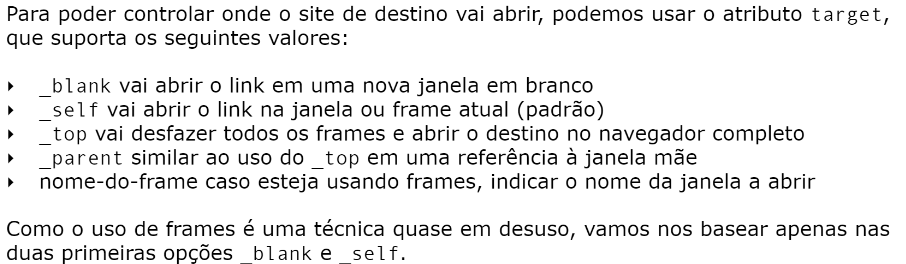 Para poder controlar onde o site de destino vai abrir, podemos usar o atributo target,
que suporta os seguintes valores:
‣ _blank vai abrir o link em uma nova janela em branco
‣ _self vai abrir o link na janela ou frame atual (padrão)
‣ _top vai desfazer todos os frames e abrir o destino no navegador completo
‣ _parent similar ao uso do _top em uma referência à janela mãe
‣ nome-do-frame caso esteja usando frames, indicar o nome da janela a abrir
Como o uso de frames é uma técnica quase em desuso, vamos nos basear apenas nas
duas primeiras opções _blank e _self.